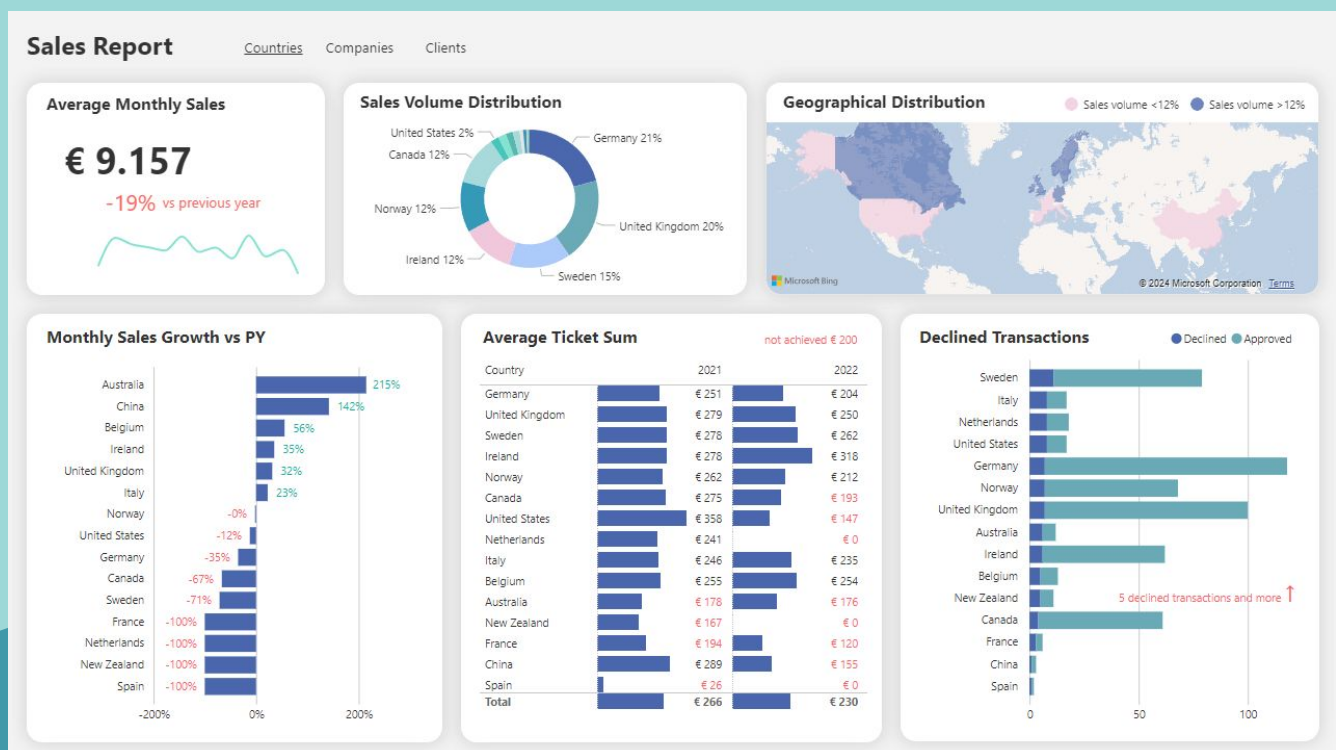 Sales Report
Countries Companies Clients
Average Monthly Sales
€ 9.157
-19% vs previous year
Sales Volume Distribution
United States 2%
Germany 21%
Canada 12%
Norway 12%
United Kingdom 20%
Ireland 12%
Sweden 15%
Geographical Distribution
Sales volume <12% Sales volume >12%
Microsoft Bing
© 2024 Microsoft Corporation Terms
Monthly Sales Growth vs PY
Australia 215%
China 142%
Belgium 56%
Ireland 35%
United Kingdom 32%
Italy 23%
Norway -0%
United States -12%
Germany -35%
Canada -67%
Sweden -71%
France -100%
Netherlands -100%
New Zealand -100%
Spain -100%
-200% 0% 200%
Average Ticket Sum
not achieved € 200
Country 2021 2022
Germany € 251 € 204
United Kingdom € 279 € 250
Sweden € 278 € 262
Ireland € 278 € 318
Norway € 262 € 212
Canada € 275 € 193
United States € 358 € 147
Netherlands € 241 € 0
Italy € 246 € 235
Belgium € 255 € 254
Australia € 178 € 176
New Zealand € 167 € 0
France € 194 € 120
China € 289 € 155
Spain € 26 € 0
Total € 266 € 230
Declined Transactions
Declined Approved
Sweden
Italy
Netherlands
United States
Germany
Norway
United Kingdom
Australia
Ireland
Belgium
New Zealand
5 declined transactions and more ↑
Canada
France
China
Spain
0 50 100